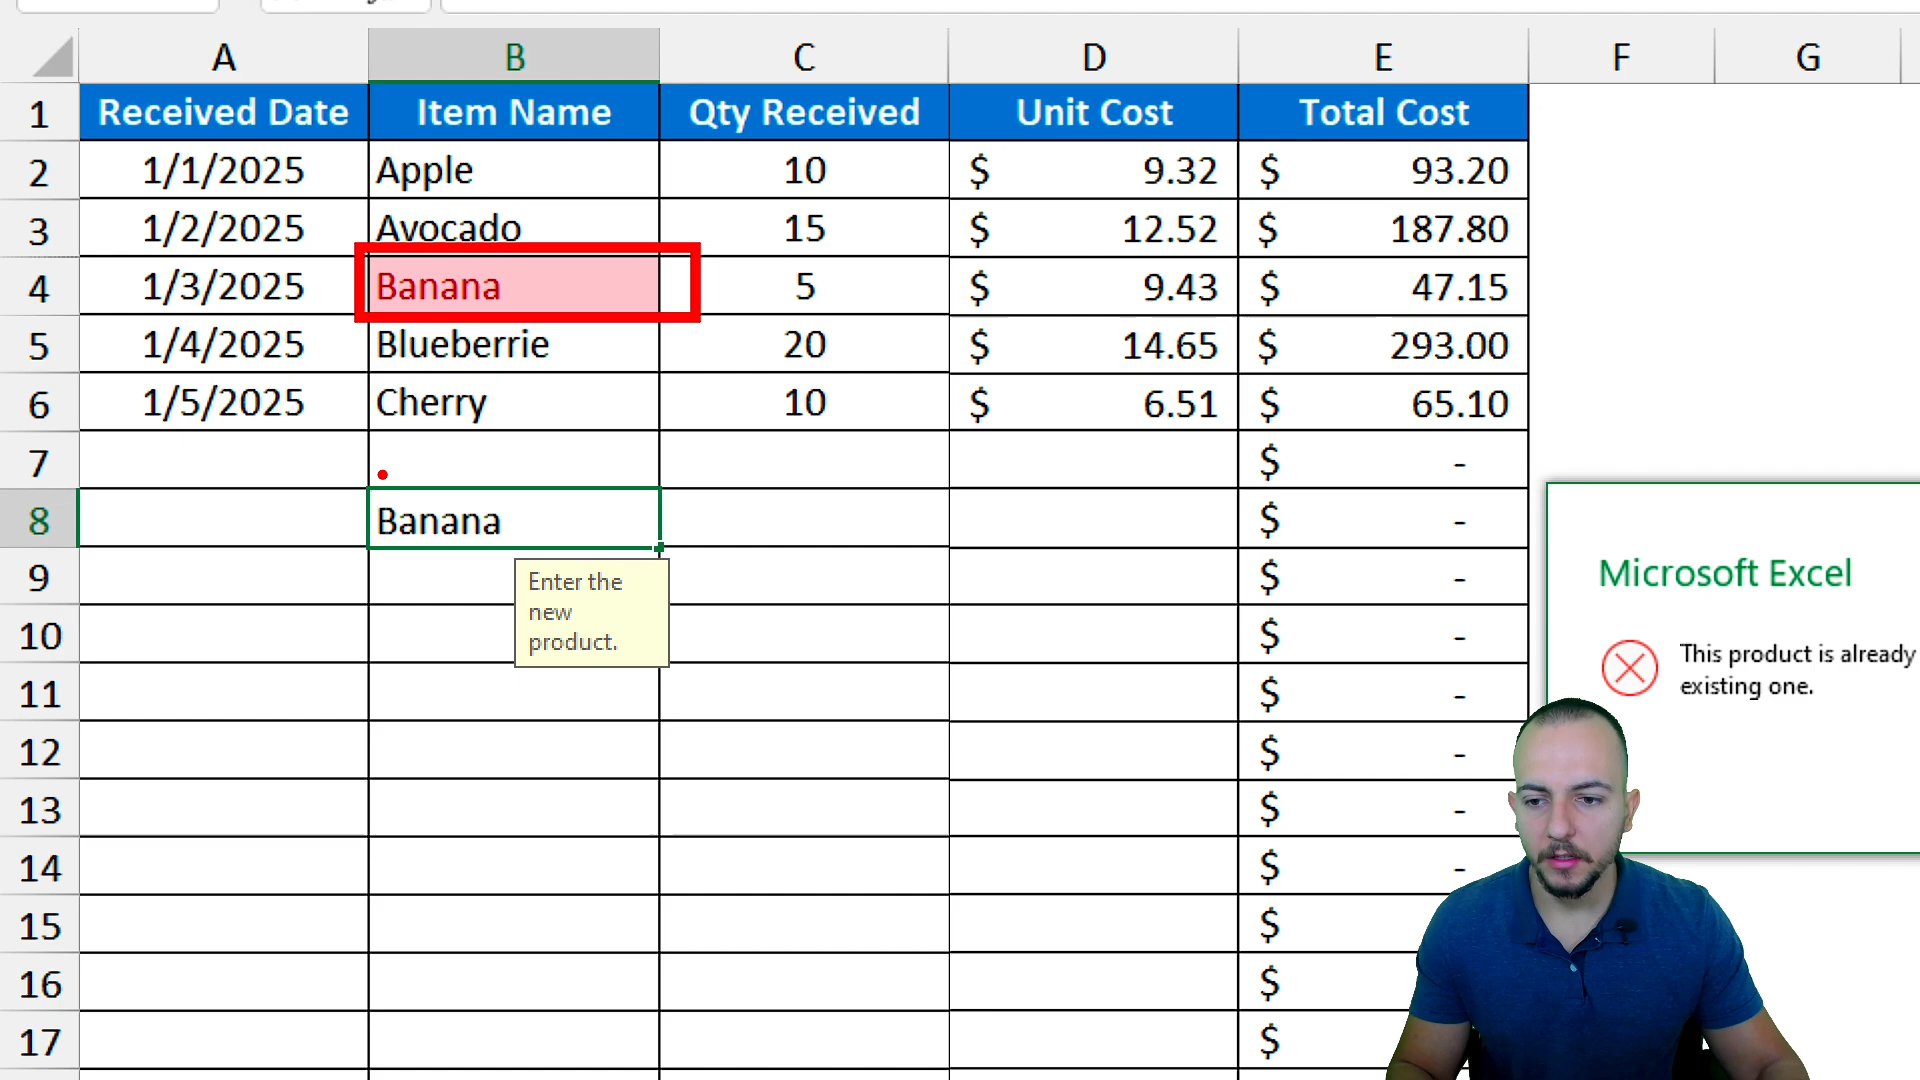 A B C D E F G
1 Received Date Item Name Qty Received Unit Cost Total Cost
2 1/1/2025 Apple 10 $ 9.32 $ 93.20
3 1/2/2025 Avocado 15 $ 12.52 $ 187.80
4 1/3/2025 Banana 5 $ 9.43 $ 47.15
5 1/4/2025 Blueberrie 20 $ 14.65 $ 293.00
6 1/5/2025 Cherry 10 $ 6.51 $ 65.10
7 $ -
8 Banana $ -
9 $ -
10 $ -
11 $ -
12 $ -
13 $ -
14 $ -
15 $
16 $
17 $
Enter the
new
product.
Microsoft Excel
This product is already
existing one.